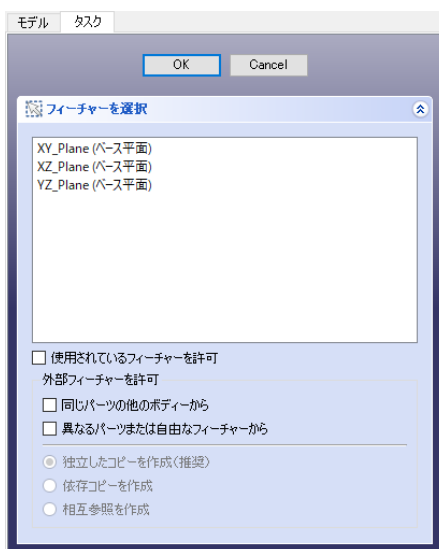 モデル タスク
OK Cancel
フィーチャーを選択
XY_Plane (ベース平面)
XZ_Plane (ベース平面)
YZ_Plane (ベース平面)
使用されているフィーチャーを許可
外部フィーチャーを許可
同じパーツの他のボディーから
異なるパーツまたは自由なフィーチャーから
独立したコピーを作成(推奨)
依存コピーを作成
相互参照を作成